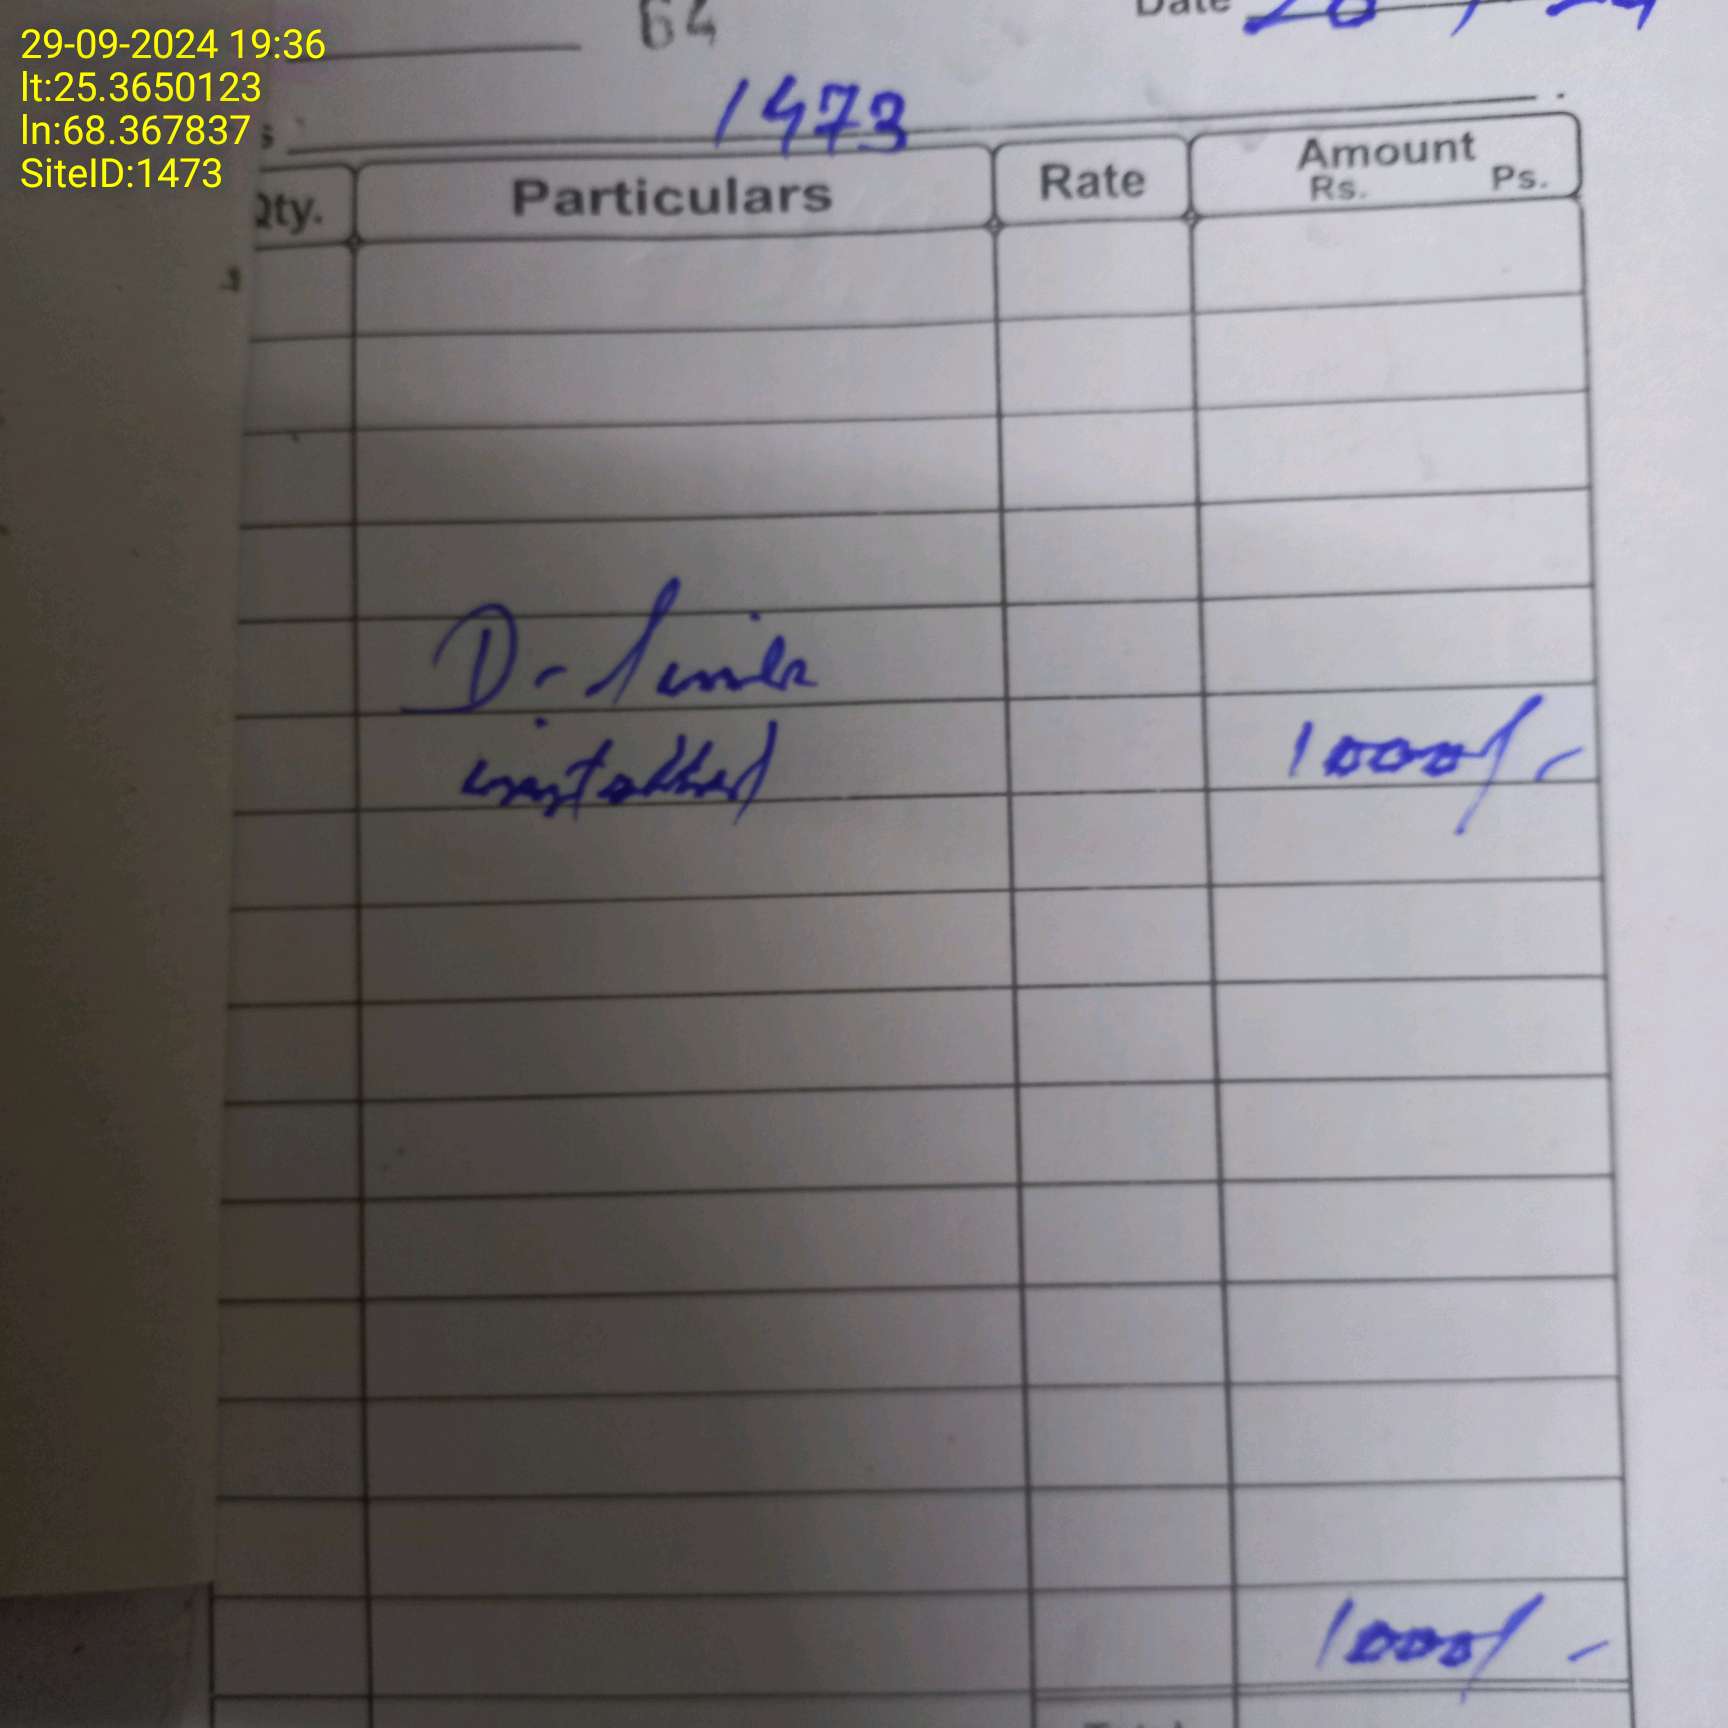 29-09-2024 19:36
lt:25.3650123
ln:68.367837
SiteID:1473
64
Date
1473
Qty. Particulars Rate Amount
Rs. Ps.
D-
installed 1000/-
1000/-